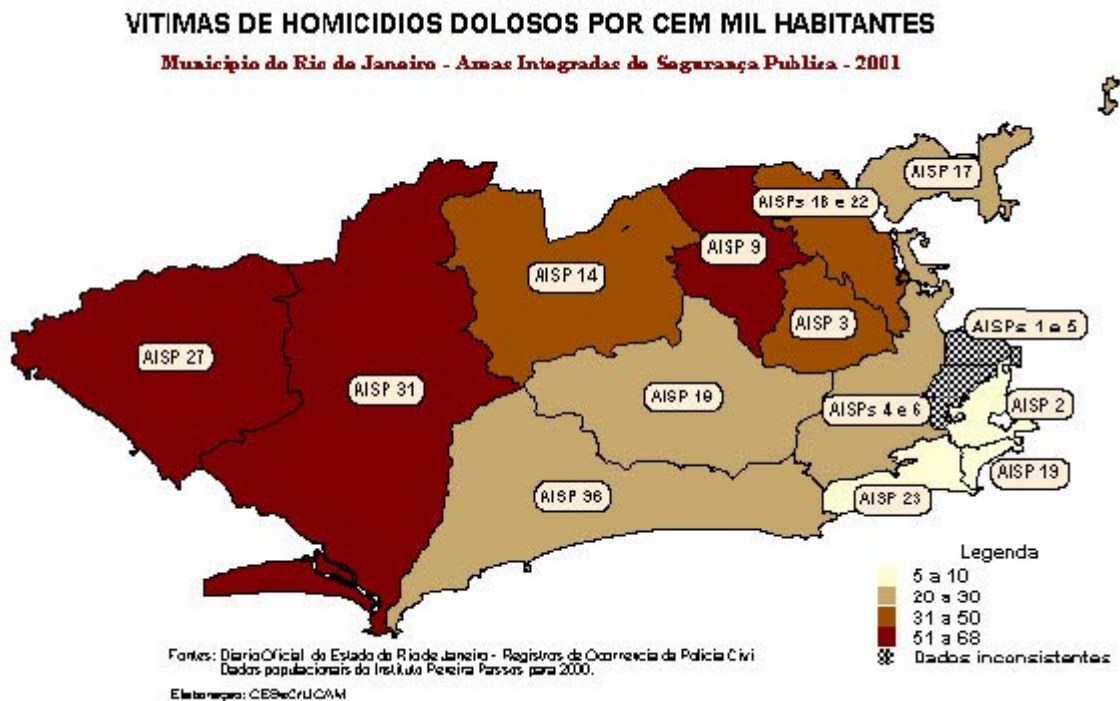 VITIMAS DE HOMICIDIOS DOLOSOS POR CEM MIL HABITANTES
Municipio do Rio de Janeiro - Areas Integradas de Segurança Publica - 2001
AISP 17
AISPs 16 e 22
AISP 9
AISP 14
AISP 3
AISPs 1 e 5
AISP 27
AISP 31
AISP 18
AISPs 4 e 6
AISP 2
AISP 19
AISP 23
AISP 36
Legenda
5 a 10
20 a 30
31 a 50
51 a 68
Dados inconsistentes
Fontes: Diario Oficial do Estado do Rio de Janeiro - Registros de Ocorrencia da Policia Civi
Dados populacionais do Instituto Pereira Passos para 2000.
Elaboraçao: